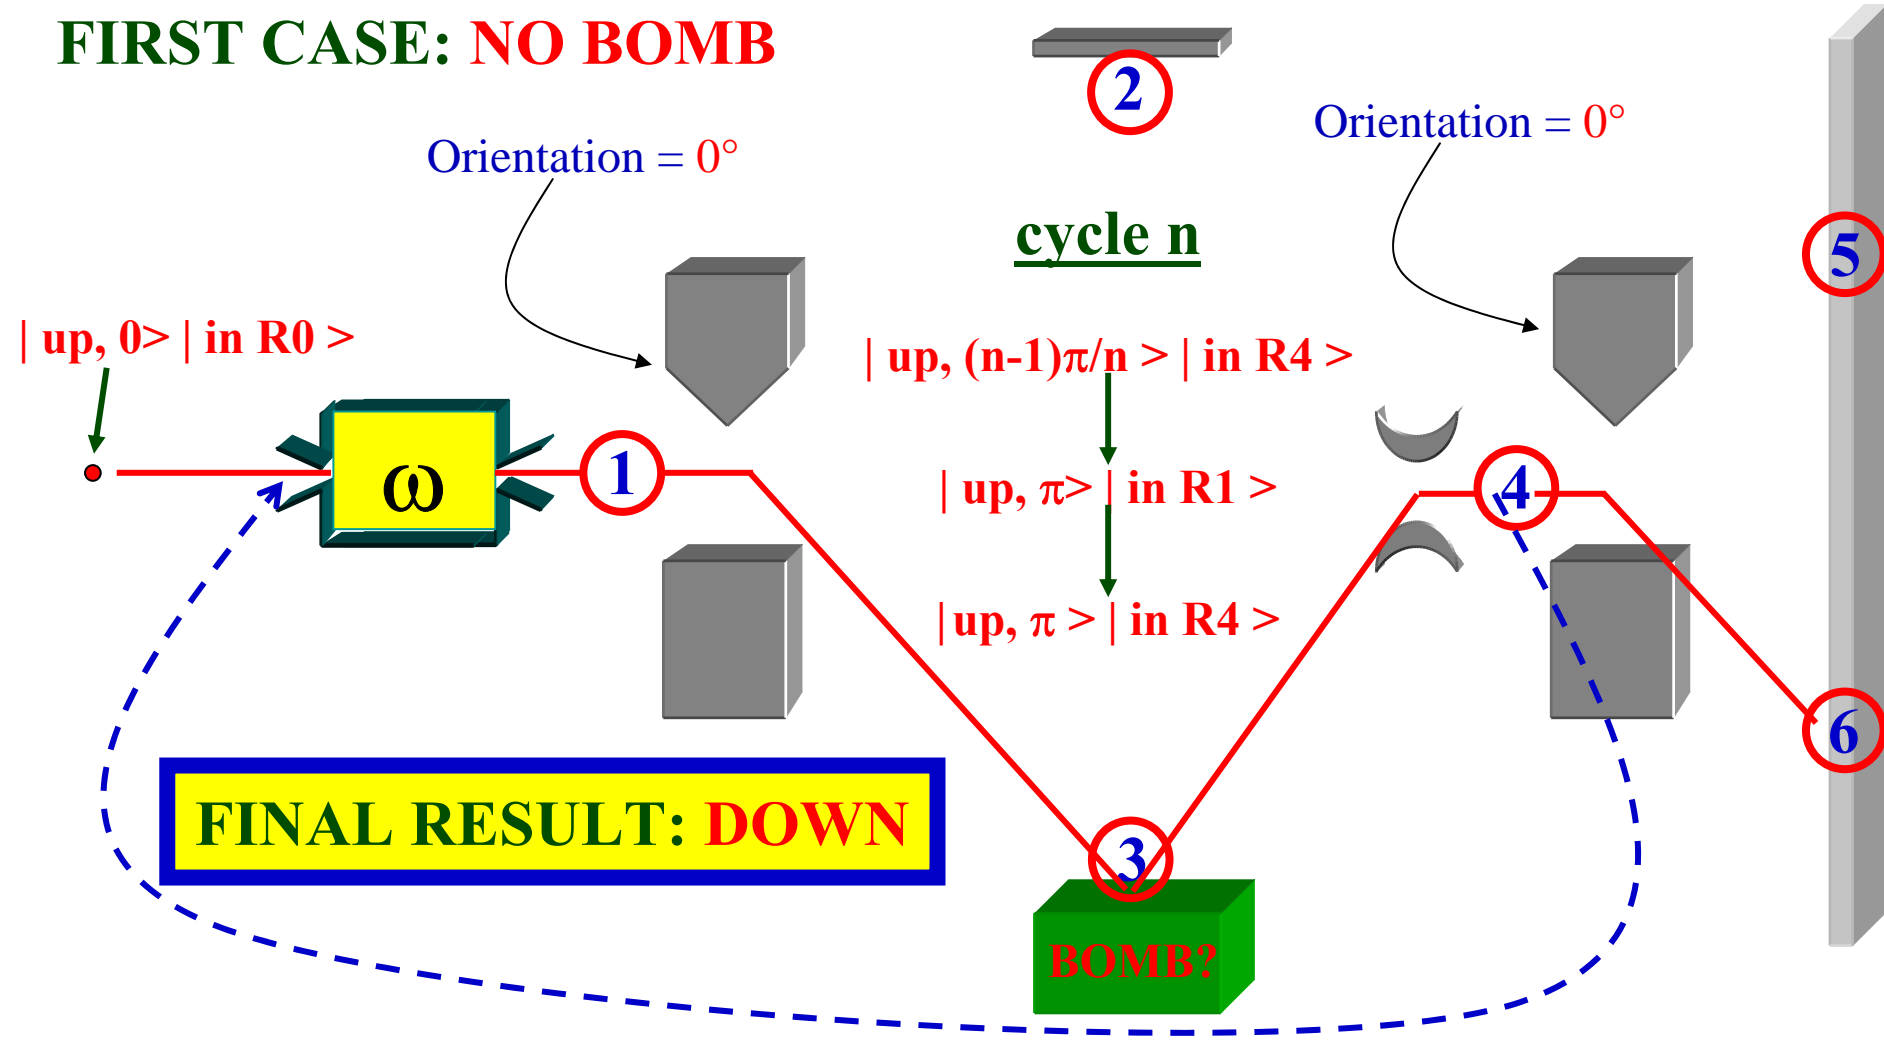 FIRST CASE: NO BOMB
2
Orientation = 0°
Orientation = 0°
cycle n
5
| up, 0> | in R0 >
| up, (n-1)π/n > | in R4 >
ω
1
| up, π> | in R1 >
4
| up, π > | in R4 >
6
FINAL RESULT: DOWN
3
BOMB?